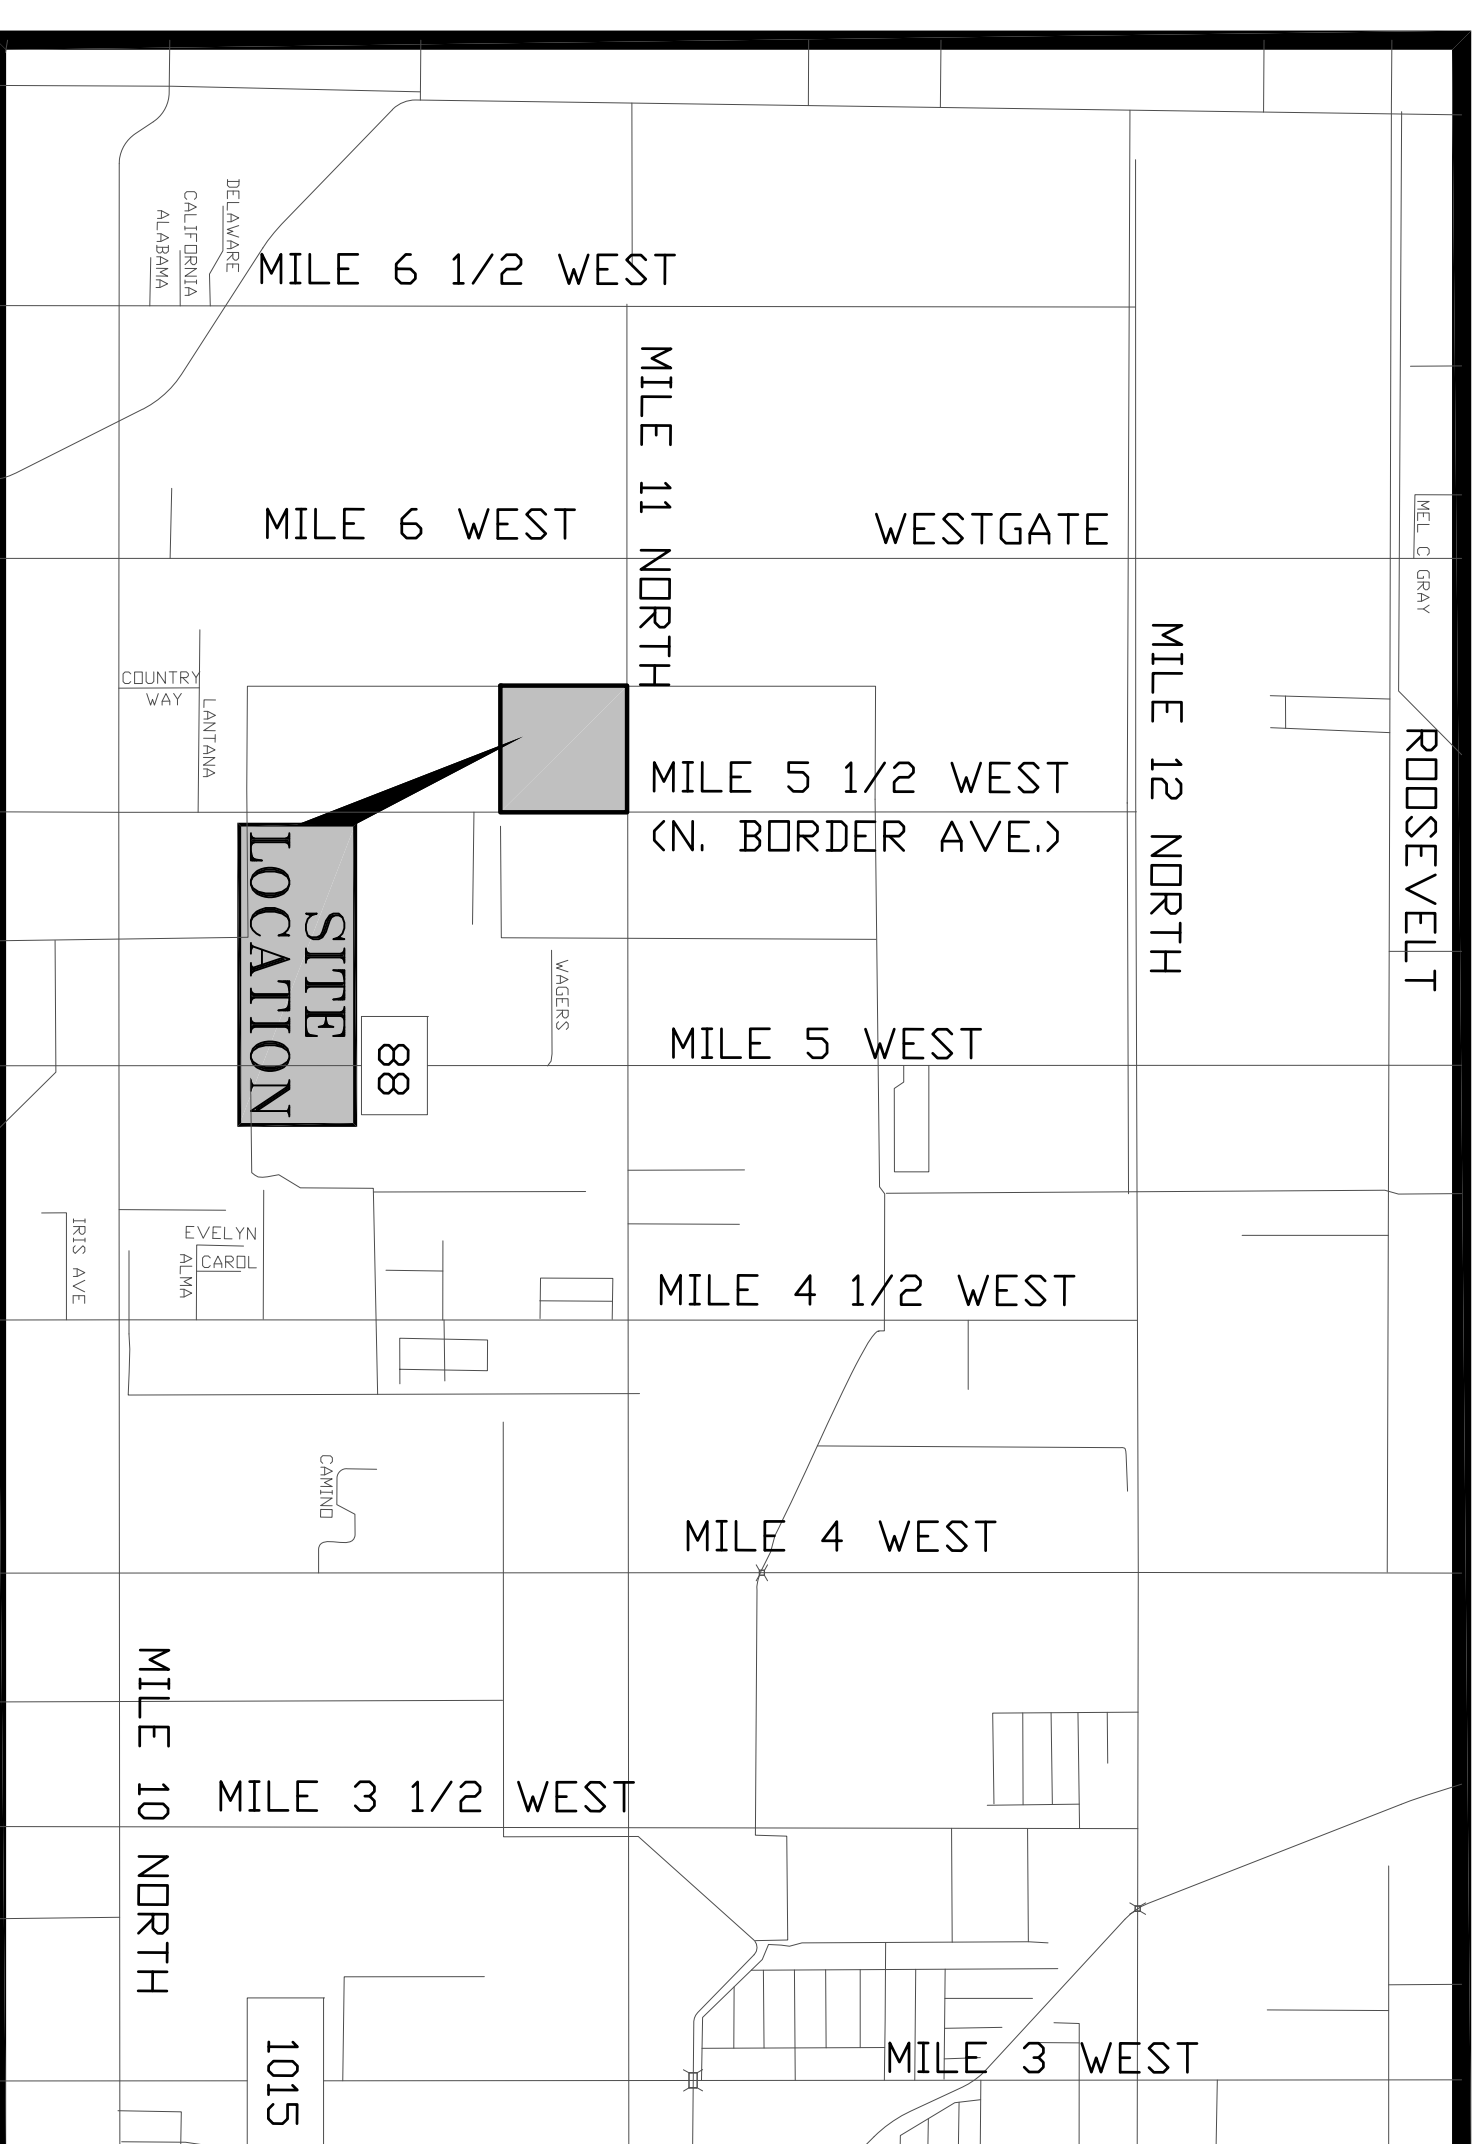 DELAWARE
CALIFORNIA
ALABAMA
MILE 6 1/2 WEST
MILE 11 NORTH
MILE 6 WEST
WESTGATE
MEL C GRAY
MILE 12 NORTH
COUNTRY
WAY
LANTANA
ROOSEVELT
MILE 5 1/2 WEST
(N. BORDER AVE.)
SITE
LOCATION
WAGERS
88
MILE 5 WEST
IRIS AVE
EVELYN
CAROL
ALMA
MILE 4 1/2 WEST
CAMINO
MILE 4 WEST
MILE 10 NORTH
MILE 3 1/2 WEST
1015
MILE 3 WEST